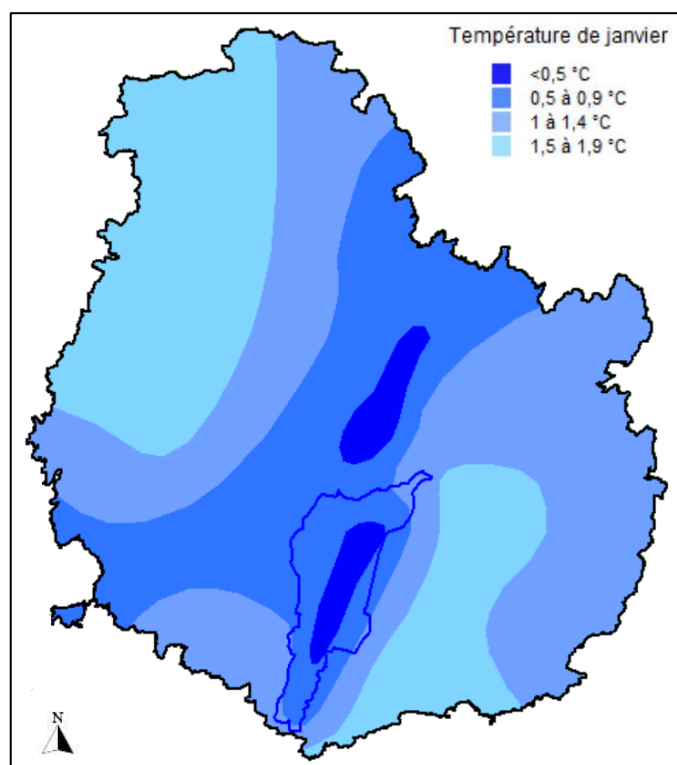 Température de janvier
<0,5 °C
0,5 à 0,9 °C
1 à 1,4 °C
1,5 à 1,9 °C
N